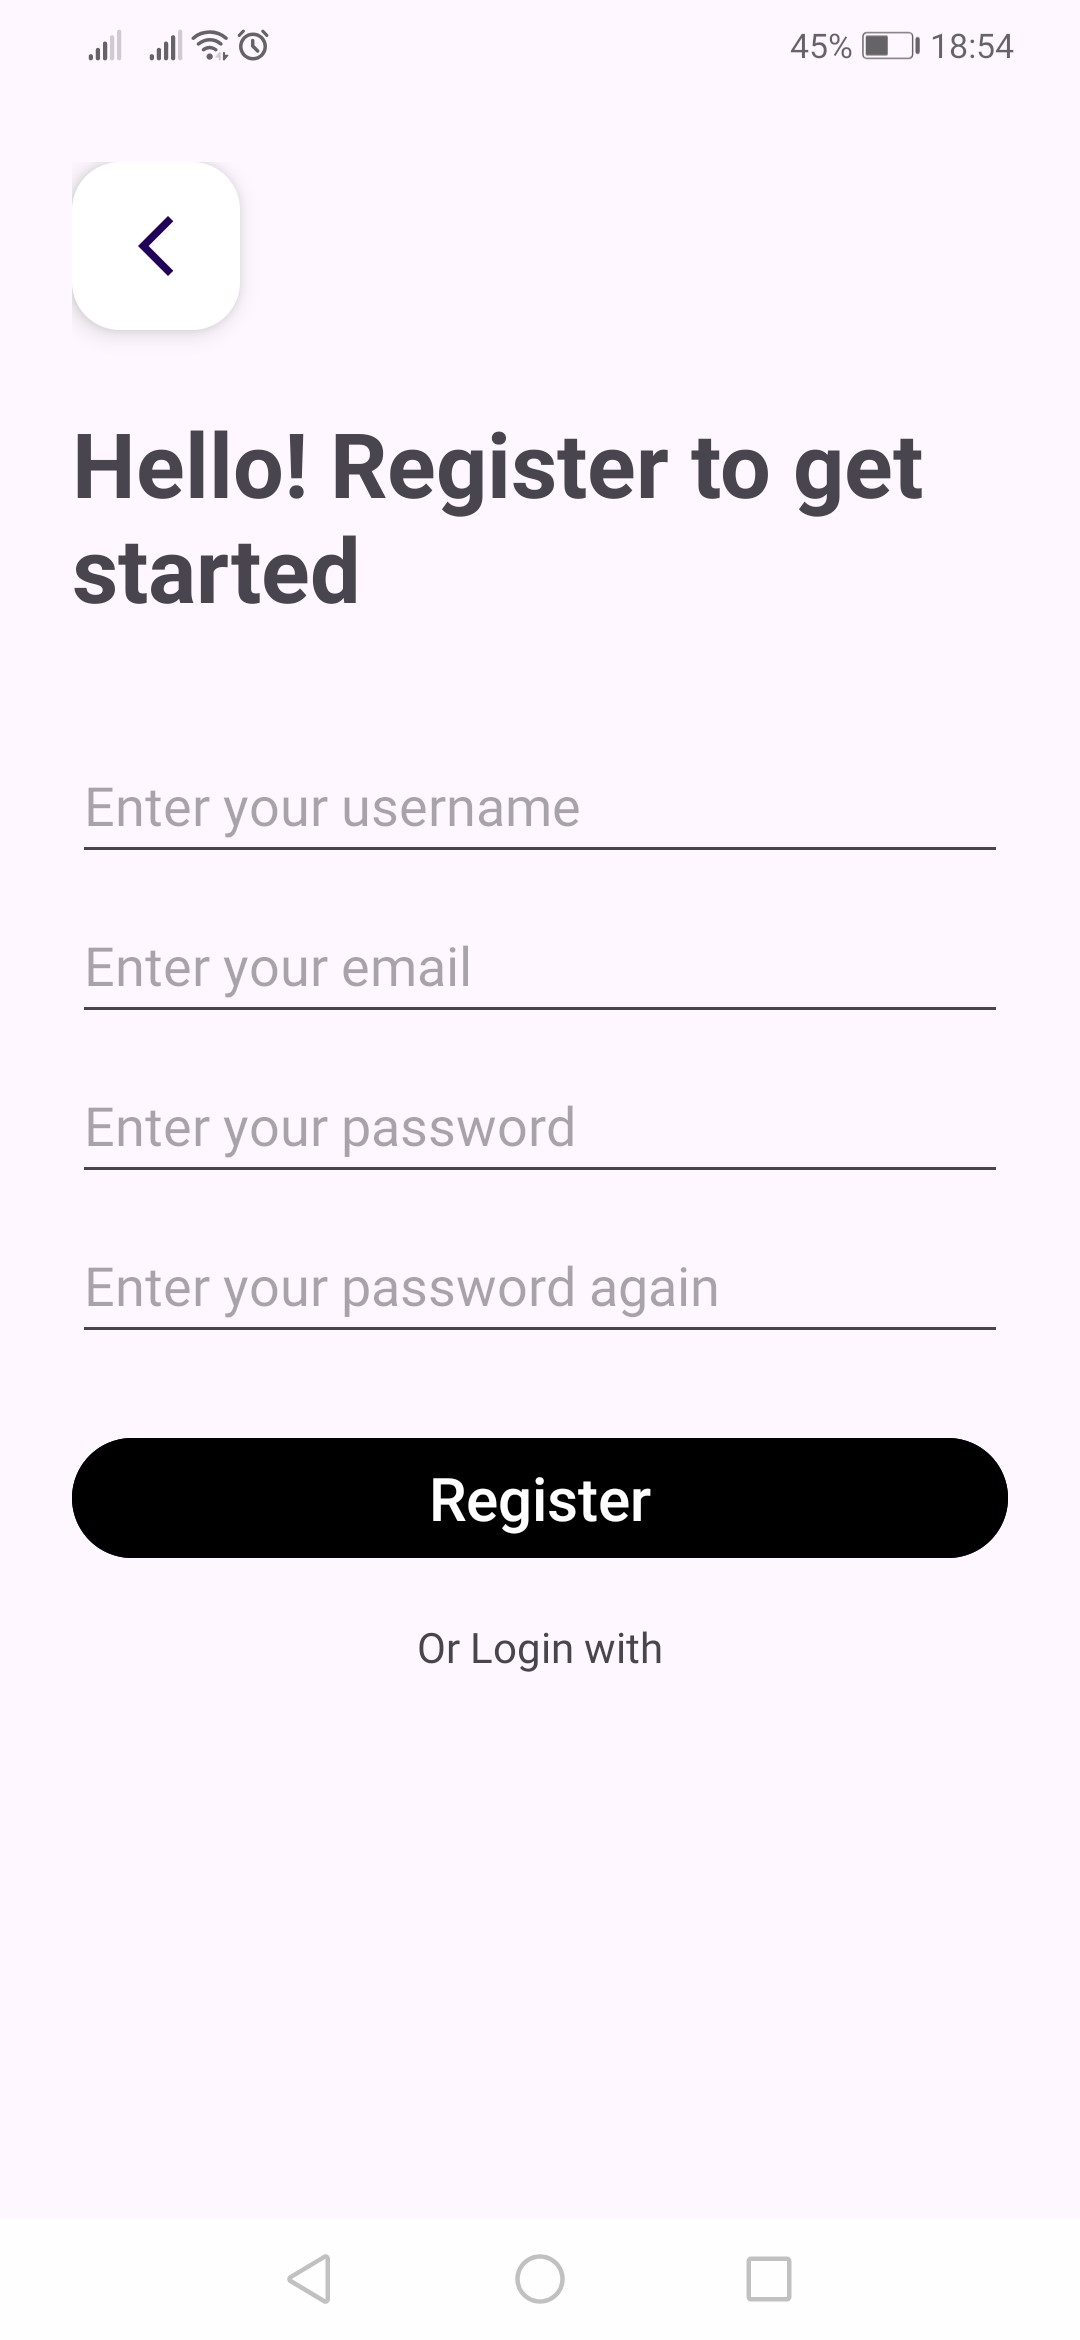 45% 18:54
Hello! Register to get
started
Enter your username
Enter your email
Enter your password
Enter your password again
Register
Or Login with